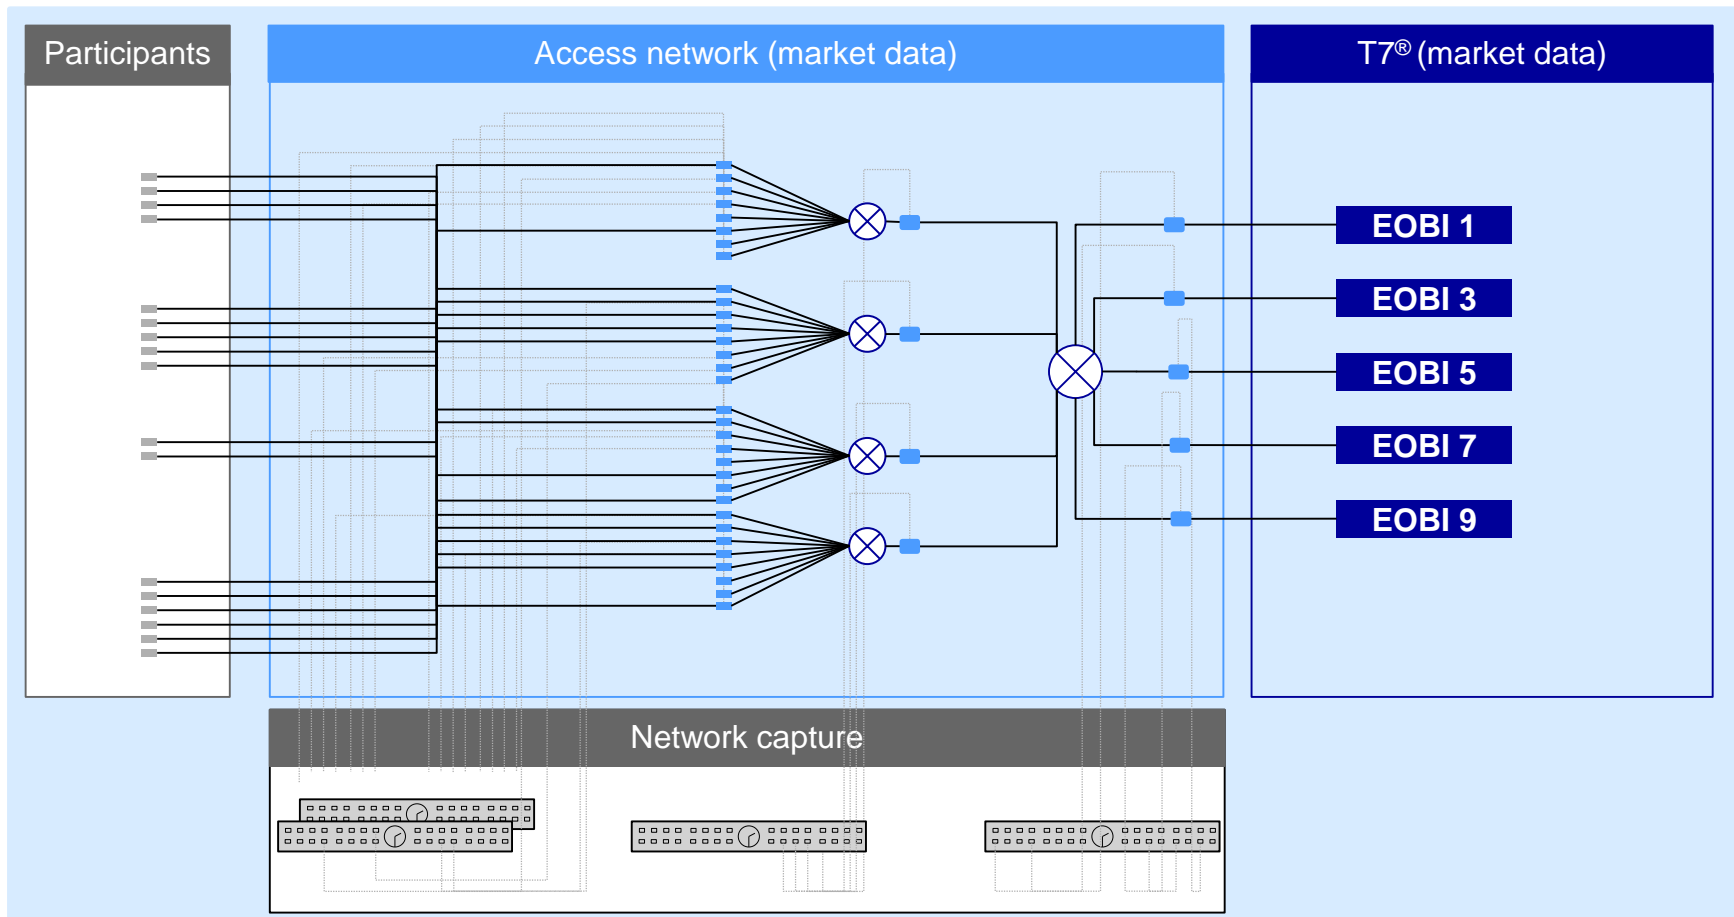 Participants
Access network (market data)
T7® (market data)
EOBI 1
EOBI 3
EOBI 5
EOBI 7
EOBI 9
Network capture